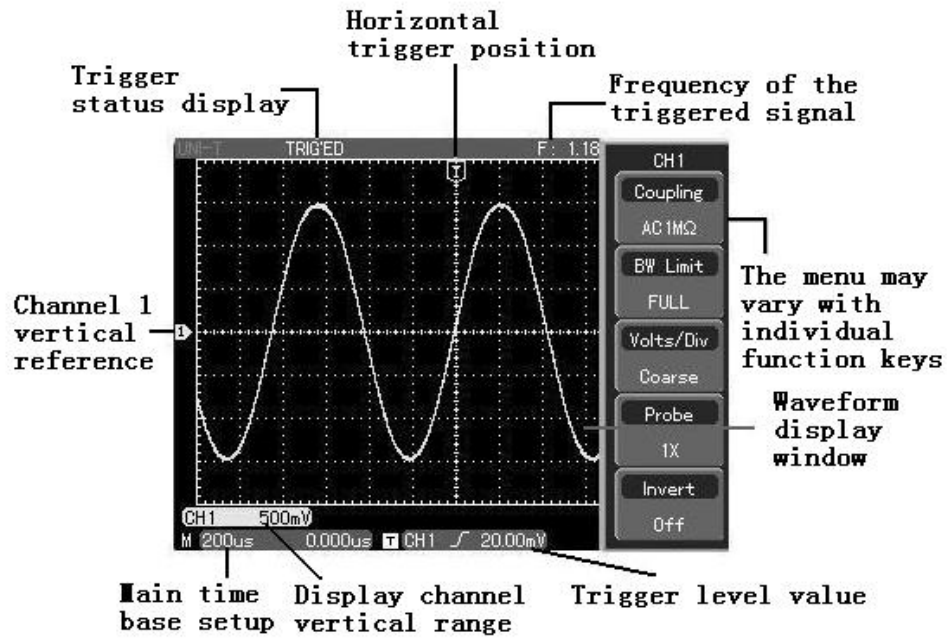 Horizontal
trigger position
Trigger
status display
Frequency of the
triggered signal
UNI-T TRIG'ED F: 1.18
T
CH1
Coupling
AC1MΩ
BW Limit
FULL
Volts/Div
Coarse
Probe
1X
Invert
Off
The menu may
vary with
individual
function keys
Channel 1
vertical
reference
1
Waveform
display
window
CH1 500mV
M 200us 0.000us T CH1 20.00mV
Main time
base setup
Display channel
vertical range
Trigger level value